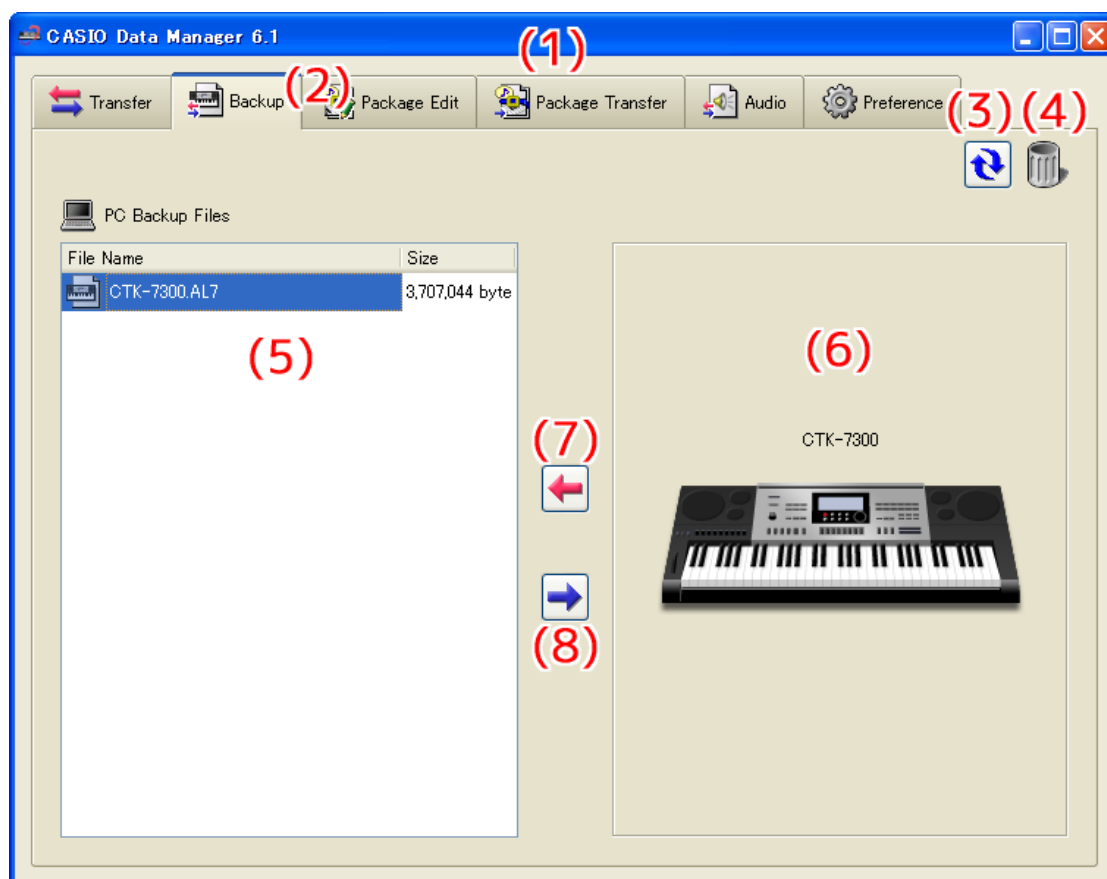 CASIO Data Manager 6.1
(1)
(2)
Transfer
Backup
Package Edit
Package Transfer
Audio
Preference
(3)
(4)
PC Backup Files
File Name
Size
CTK-7300.AL7
3,707,044 byte
(5)
(6)
(7)
CTK-7300
(8)